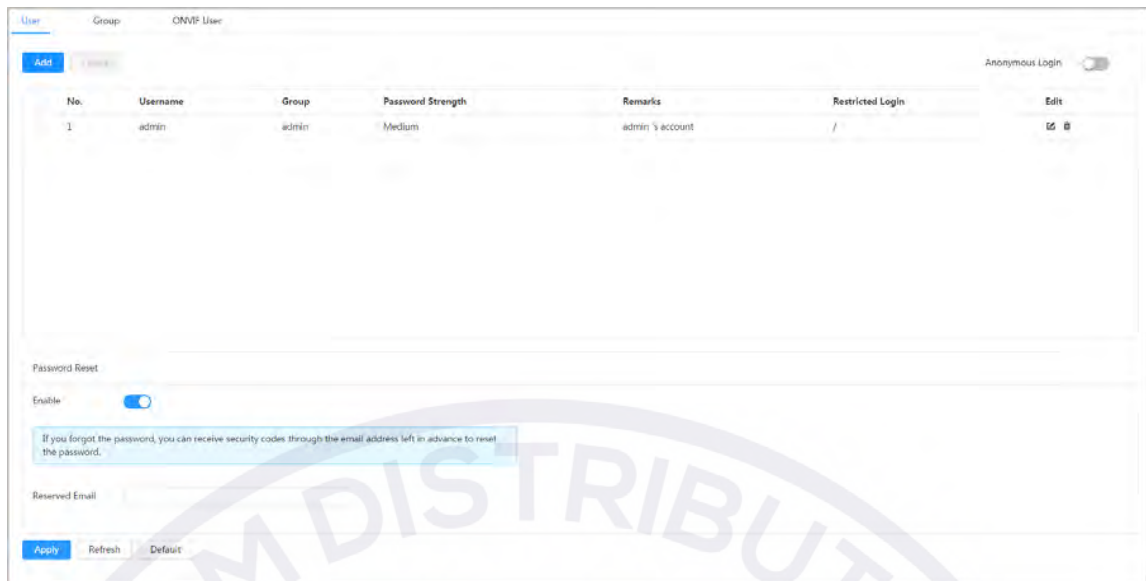 User Group ONVIF User
Add Anonymous Login
No. Username Group Password Strength Remarks Restricted Login Edit
1 admin admin Medium admin 's account /
Password Reset
Enable
If you forgot the password, you can receive security codes through the email address left in advance to reset
the password.
Reserved Email
Apply Refresh Default
M DISTRIBUT